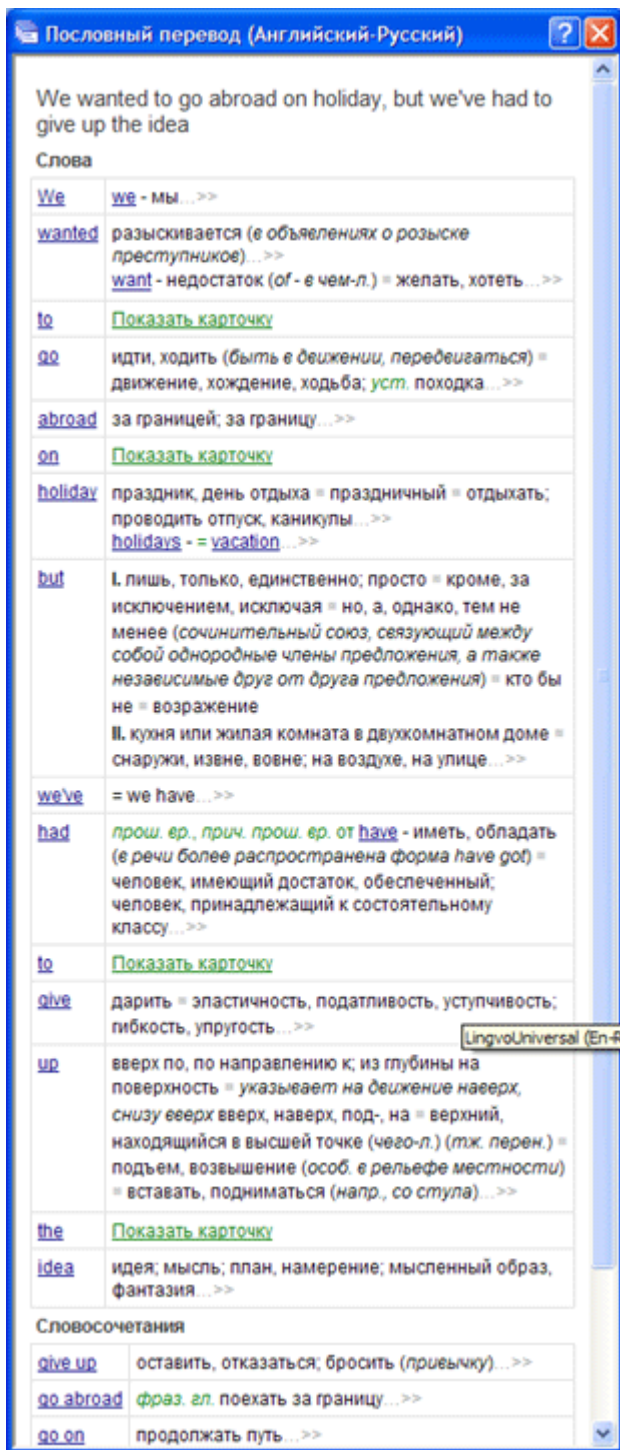 Пословный перевод (Английский-Русский)
We wanted to go abroad on holiday, but we've had to
give up the idea
Слова
We we - мы...>>
wanted разыскивается (в объявлениях о розыске
преступников)...>>
want - недостаток (of - в чем-л.) = желать, хотеть...>>
to Показать карточку
go идти, ходить (быть в движении, передвигаться) =
движение, хождение, ходьба; уст. походка...>>
abroad за границей; за границу...>>
on Показать карточку
holiday праздник, день отдыха = праздничный = отдыхать;
проводить отпуск, каникулы...>>
holidays - = vacation...>>
but I. лишь, только, единственно; просто = кроме, за
исключением, исключая = но, а, однако, тем не
менее (сочинительный союз, связующий между
собой однородные члены предложения, а также
независимые друг от друга предложения) = кто бы
не = возражение
II. кухня или жилая комната в двухкомнатном доме =
снаружи, извне, вовне; на воздухе, на улице...>>
we've = we have...>>
had прош. вр., прич. прош. вр. от have - иметь, обладать
(в речи более распространена форма have got) =
человек, имеющий достаток, обеспеченный;
человек, принадлежащий к состоятельному
классу...>>
to Показать карточку
give дарить = эластичность, податливость, уступчивость;
гибкость, упругость...>>
LingvoUniversal (En-R
up вверх по, по направлению к; из глубины на
поверхность = указывает на движение наверх,
снизу вверх вверх, наверх, под-, на = верхний,
находящийся в высшей точке (чего-л.) (тж. перен.) =
подъем, возвышение (особ. в рельефе местности)
= вставать, подниматься (напр., со стула)...>>
the Показать карточку
idea идея; мысль; план, намерение; мысленный образ,
фантазия...>>
Словосочетания
give up оставить, отказаться; бросить (привычку)...>>
go abroad фраз. гл. поехать за границу...>>
go on продолжать путь...>>